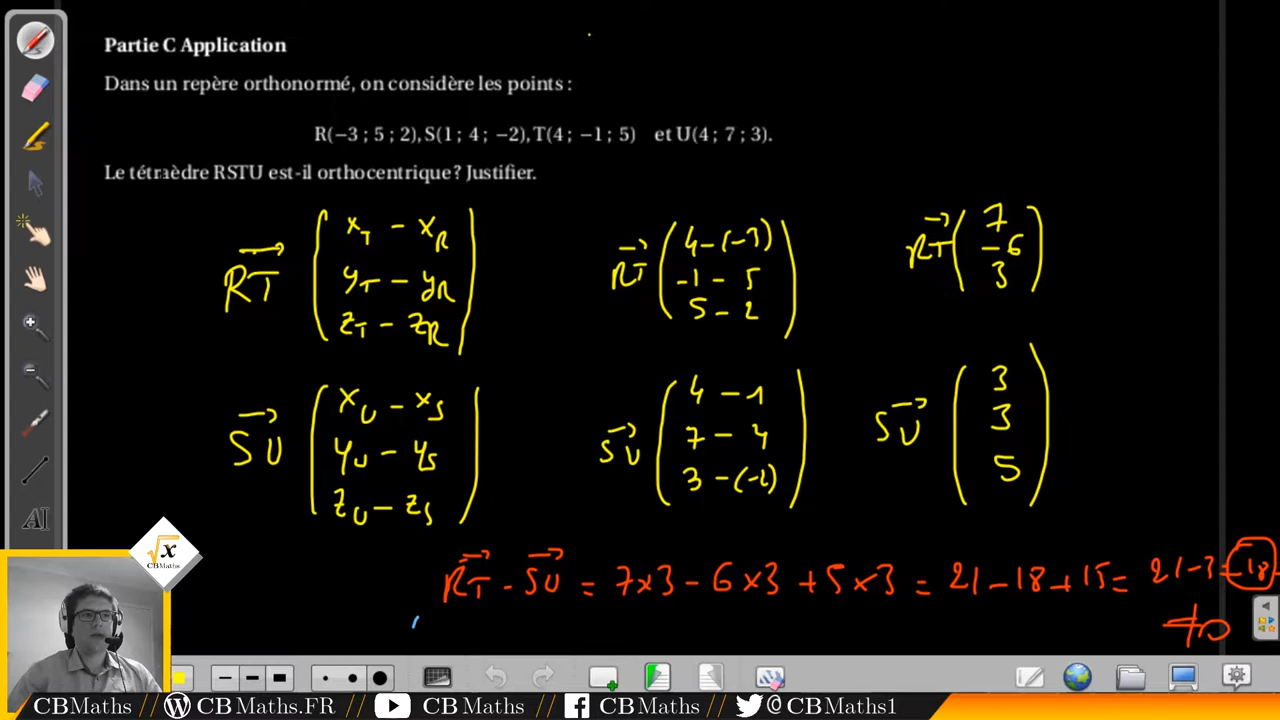 Partie C Application
Dans un repère orthonormé, on considère les points :
R(−3 ; 5 ; 2), S(1 ; 4 ; −2), T(4 ; −1 ; 5) et U(4 ; 7 ; 3).
Le tétraèdre RSTU est-il orthocentrique ? Justifier.
RT ( xT − xR
yT − yR
zT − zR )
RT ( 4 − (−3)
−1 − 5
5 − 2 )
RT ( 7
−6
3 )
SU ( xU − xS
yU − yS
zU − zS )
SU ( 4 − 1
7 − 4
3 − (−2) )
SU ( 3
3
5 )
RT · SU = 7×3 − 6×3 + 5×3 = 21 − 18 + 15 = 21 − 3 = 18
≠0
√x
CBMaths
AI
CBMaths CBMaths.FR CBMaths CBMaths @CBMaths1